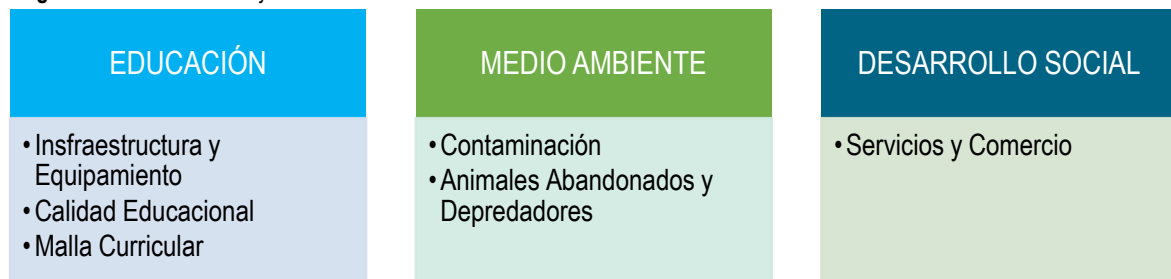 EDUCACIÓN
• Insfraestructura y
Equipamiento
• Calidad Educacional
• Malla Curricular
MEDIO AMBIENTE
• Contaminación
• Animales Abandonados y
Depredadores
DESARROLLO SOCIAL
• Servicios y Comercio